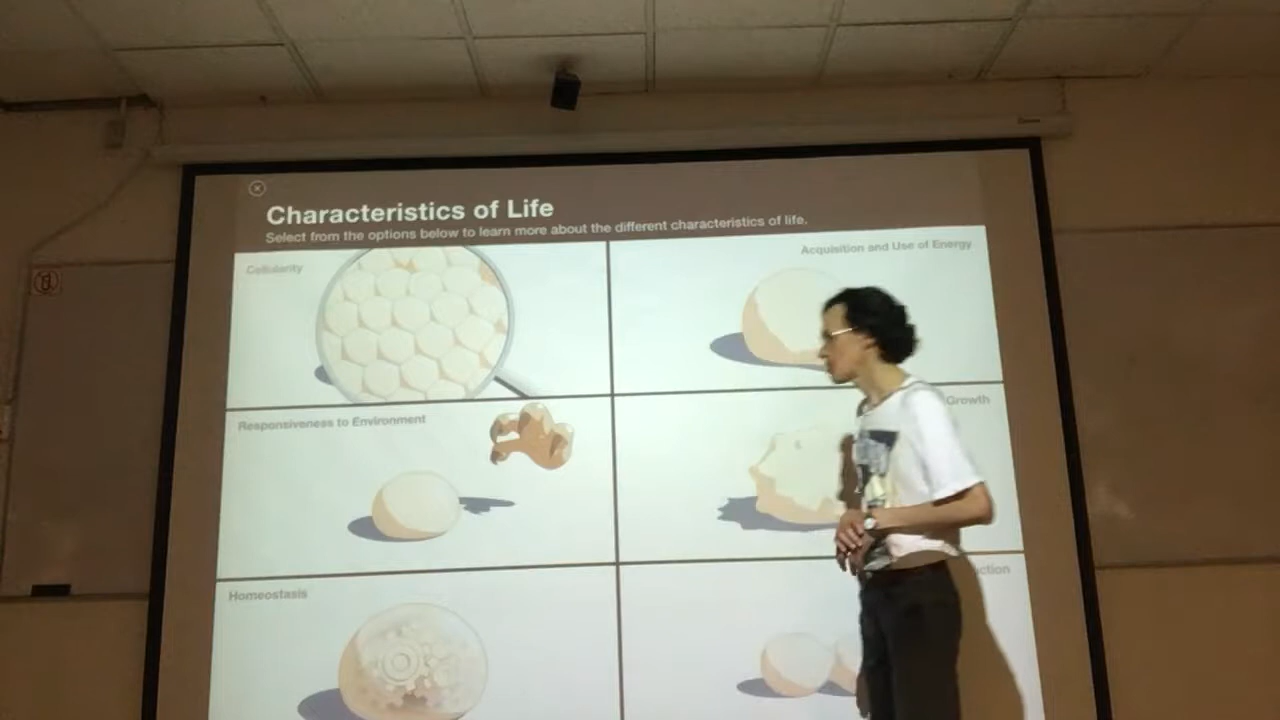 Characteristics of Life
Select from the options below to learn more about the different characteristics of life.
Cellularity
Acquisition and Use of Energy
Responsiveness to Environment
Growth
Homeostasis
ction